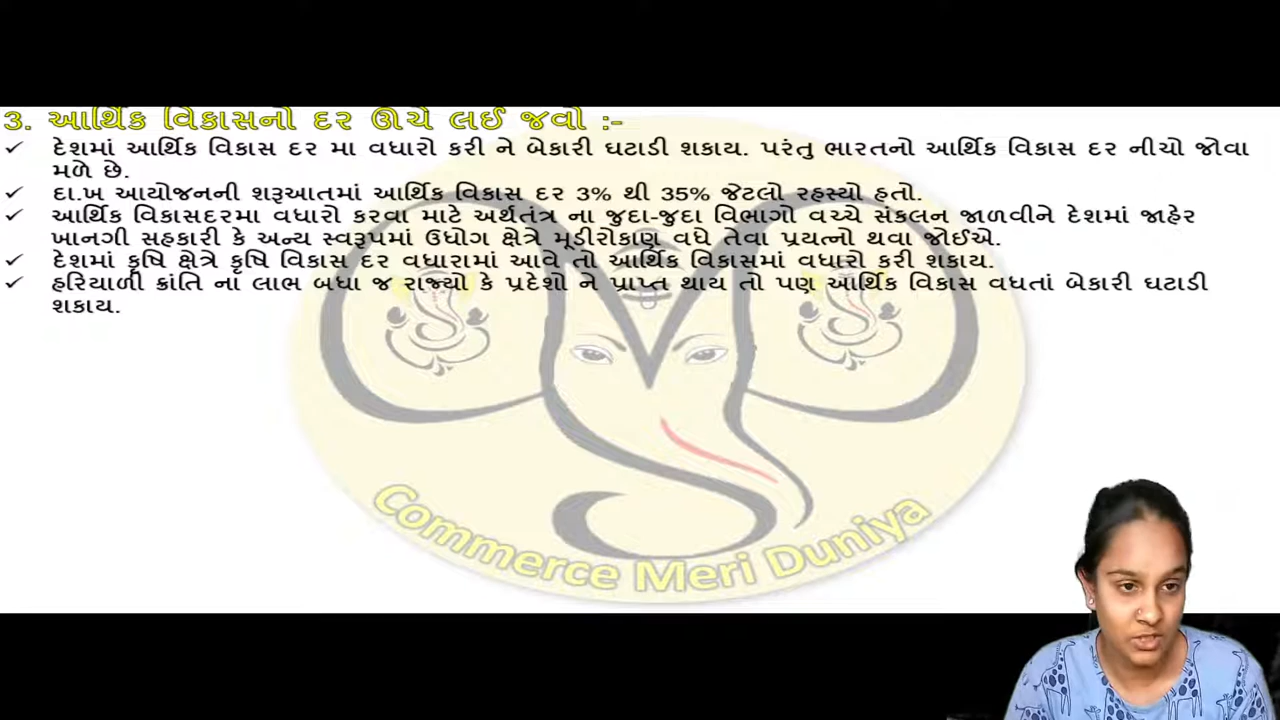 3. આર્થિક વિકાસનો દર ઊંચે લઈ જવો :-
✓ દેશમાં આર્થિક વિકાસ દર મા વધારો કરી ને બેકારી ઘટાડી શકાય. પરંતુ ભારતનો આર્થિક વિકાસ દર નીચો જોવા
મળે છે.
✓ દા.ખ આયોજનની શરૂઆતમાં આર્થિક વિકાસ દર 3% થી 35% જેટલો રહસ્યો હતો.
✓ આર્થિક વિકાસદરમા વધારો કરવા માટે અર્થતંત્ર ના જુદા-જુદા વિભાગો વચ્ચે સંકલન જાળવીને દેશમાં જાહેર
ખાનગી સહકારી કે અન્ય સ્વરૂપમાં ઉધોગ ક્ષેત્રે મૂડીરોકાણ વધે તેવા પ્રયત્નો થવા જોઈએ.
✓ દેશમાં કૃષિ ક્ષેત્રે કૃષિ વિકાસ દર વધારામાં આવે તો આર્થિક વિકાસમાં વધારો કરી શકાય.
✓ હરિયાળી ક્રાંતિ ના લાભ બધા જ રાજ્યો કે પ્રદેશો ને પ્રાપ્ત થાય તો પણ આર્થિક વિકાસ વધતાં બેકારી ઘટાડી
શકાય.
Commerce Meri Duniya